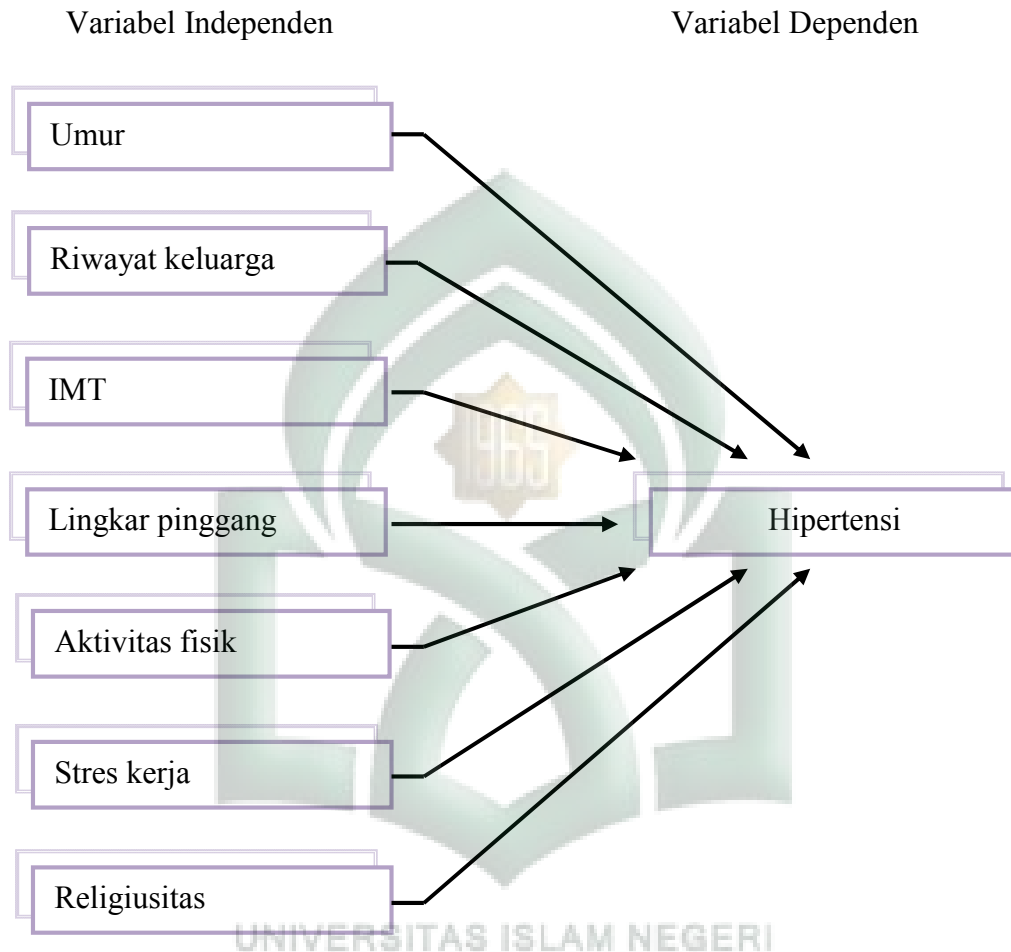 Variabel Independen
Variabel Dependen
Umur
Riwayat keluarga
IMT
1965
Lingkar pinggang
Hipertensi
Aktivitas fisik
Stres kerja
Religiusitas
UNIVERSITAS ISLAM NEGERI